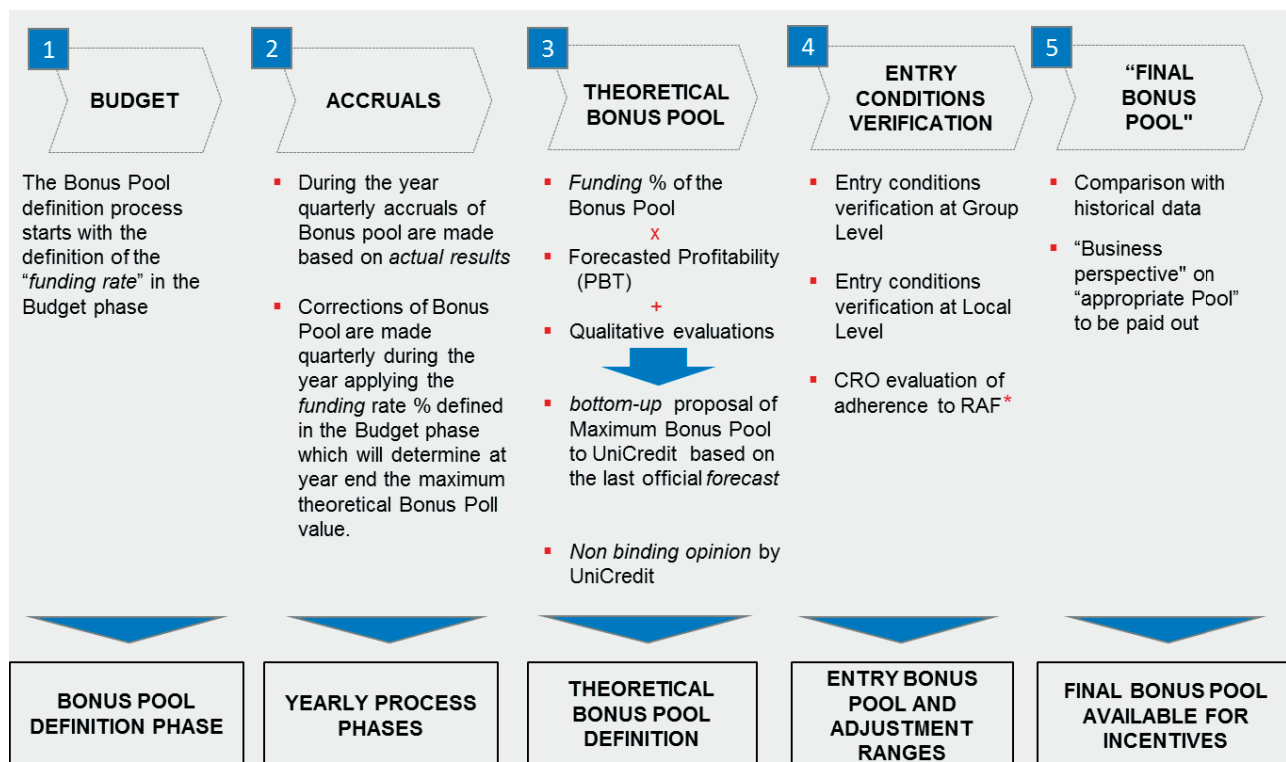 1
BUDGET
The Bonus Pool
definition process
starts with the
definition of the
“funding rate” in the
Budget phase
BONUS POOL
DEFINITION PHASE
2
ACCRUALS
▪ During the year
quarterly accruals of
Bonus pool are made
based on actual results
▪ Corrections of Bonus
Pool are made
quarterly during the
year applying the
funding rate % defined
in the Budget phase
which will determine at
year end the maximum
theoretical Bonus Poll
value.
YEARLY PROCESS
PHASES
3
THEORETICAL
BONUS POOL
▪ Funding % of the
Bonus Pool
x
▪ Forecasted Profitability
(PBT)
+
▪ Qualitative evaluations
▪ bottom-up proposal of
Maximum Bonus Pool
to UniCredit based on
the last official forecast
▪ Non binding opinion by
UniCredit
THEORETICAL
BONUS POOL
DEFINITION
4
ENTRY
CONDITIONS
VERIFICATION
▪ Entry conditions
verification at Group
Level
▪ Entry conditions
verification at Local
Level
▪ CRO evaluation of
adherence to RAF*
ENTRY BONUS
POOL AND
ADJUSTMENT
RANGES
5
“FINAL
BONUS
POOL"
▪ Comparison with
historical data
▪ “Business
perspective" on
“appropriate Pool”
to be paid out
FINAL BONUS POOL
AVAILABLE FOR
INCENTIVES